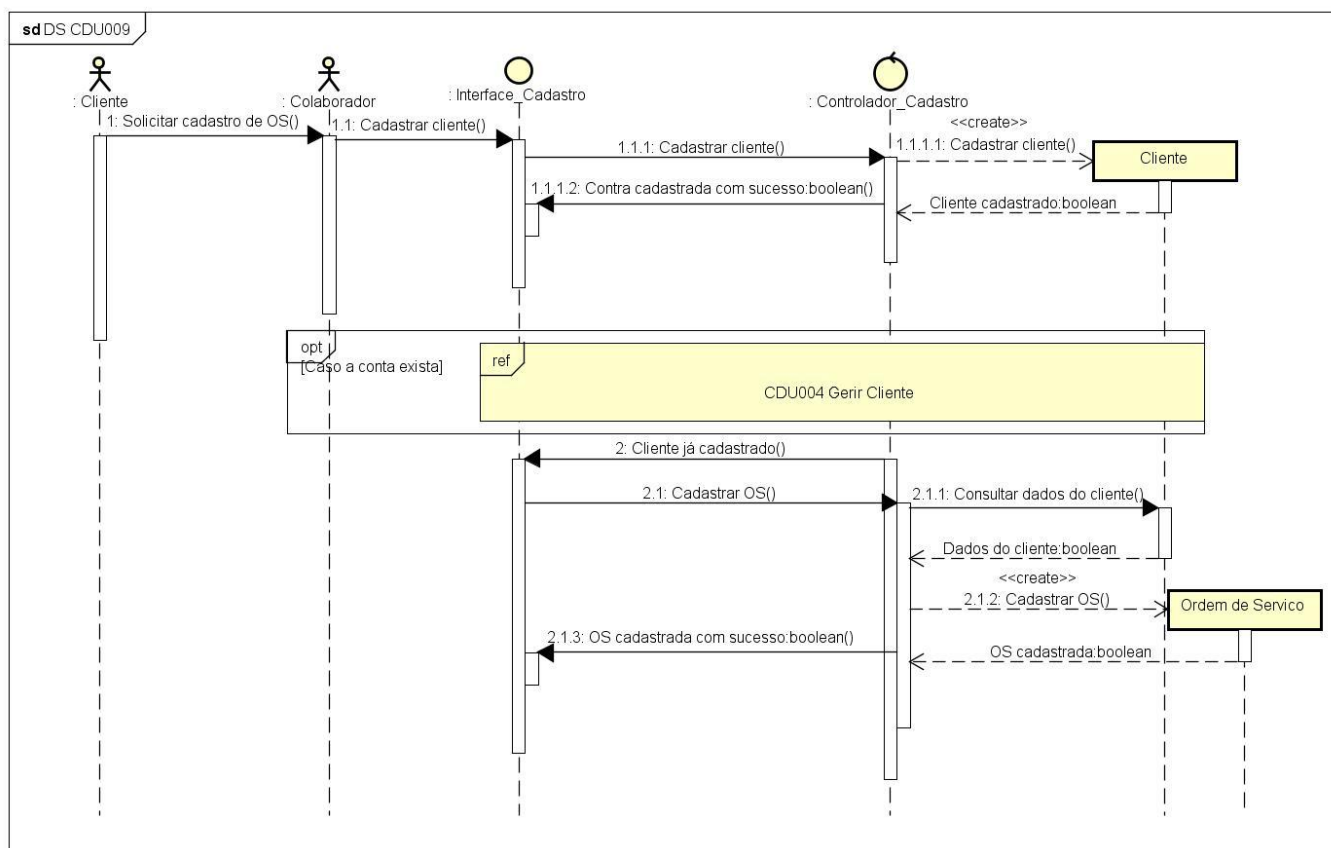 sd DS CDU009
: Cliente
: Colaborador
: Interface_Cadastro
: Controlador_Cadastro
1: Solicitar cadastro de OS()
1.1: Cadastrar cliente()
1.1.1: Cadastrar cliente()
<<create>>
1.1.1.1: Cadastrar cliente()
Cliente
1.1.1.2: Contra cadastrada com sucesso:boolean()
Cliente cadastrado:boolean
opt
[Caso a conta exista]
ref
CDU004 Gerir Cliente
2: Cliente já cadastrado()
2.1: Cadastrar OS()
2.1.1: Consultar dados do cliente()
Dados do cliente:boolean
<<create>>
2.1.2: Cadastrar OS()
Ordem de Servico
2.1.3: OS cadastrada com sucesso:boolean()
OS cadastrada:boolean